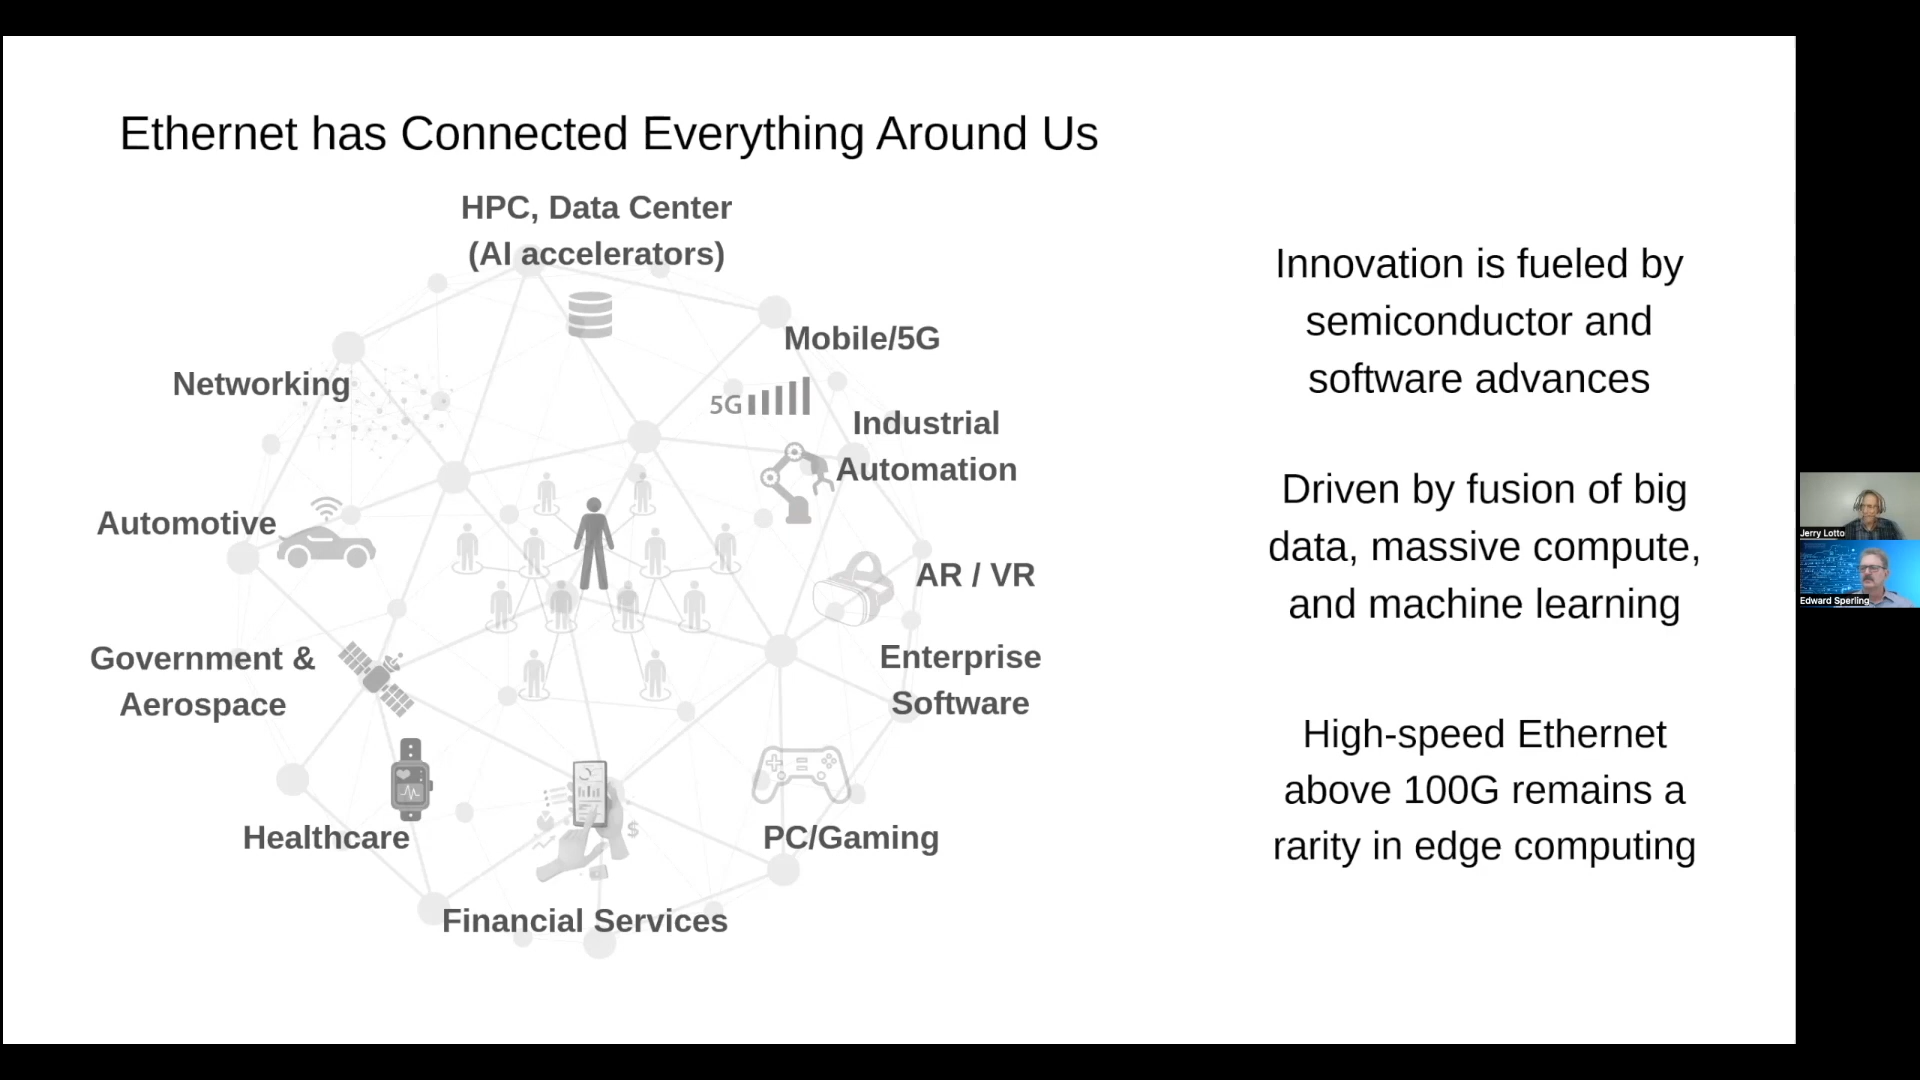 Ethernet has Connected Everything Around Us
HPC, Data Center
(AI accelerators)
Mobile/5G
5G
Networking
Industrial
Automation
Automotive
AR / VR
Government &
Aerospace
Enterprise
Software
$
Healthcare
PC/Gaming
Financial Services
Innovation is fueled by
semiconductor and
software advances
Driven by fusion of big
data, massive compute,
and machine learning
High-speed Ethernet
above 100G remains a
rarity in edge computing
Jerry Lotto
Edward Sperling